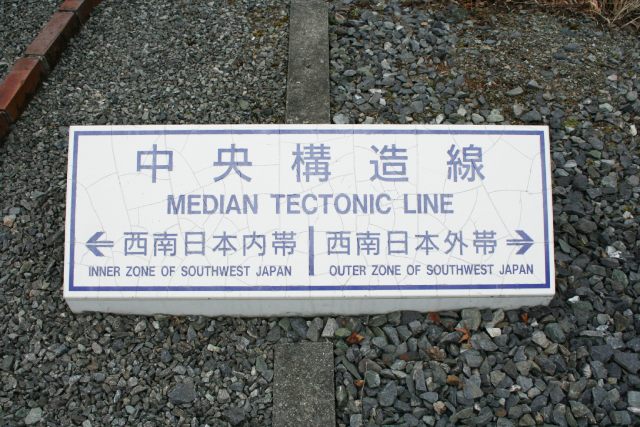 中央構造線
MEDIAN TECTONIC LINE
← 西南日本内帯 | 西南日本外帯 →
INNER ZONE OF SOUTHWEST JAPAN | OUTER ZONE OF SOUTHWEST JAPAN